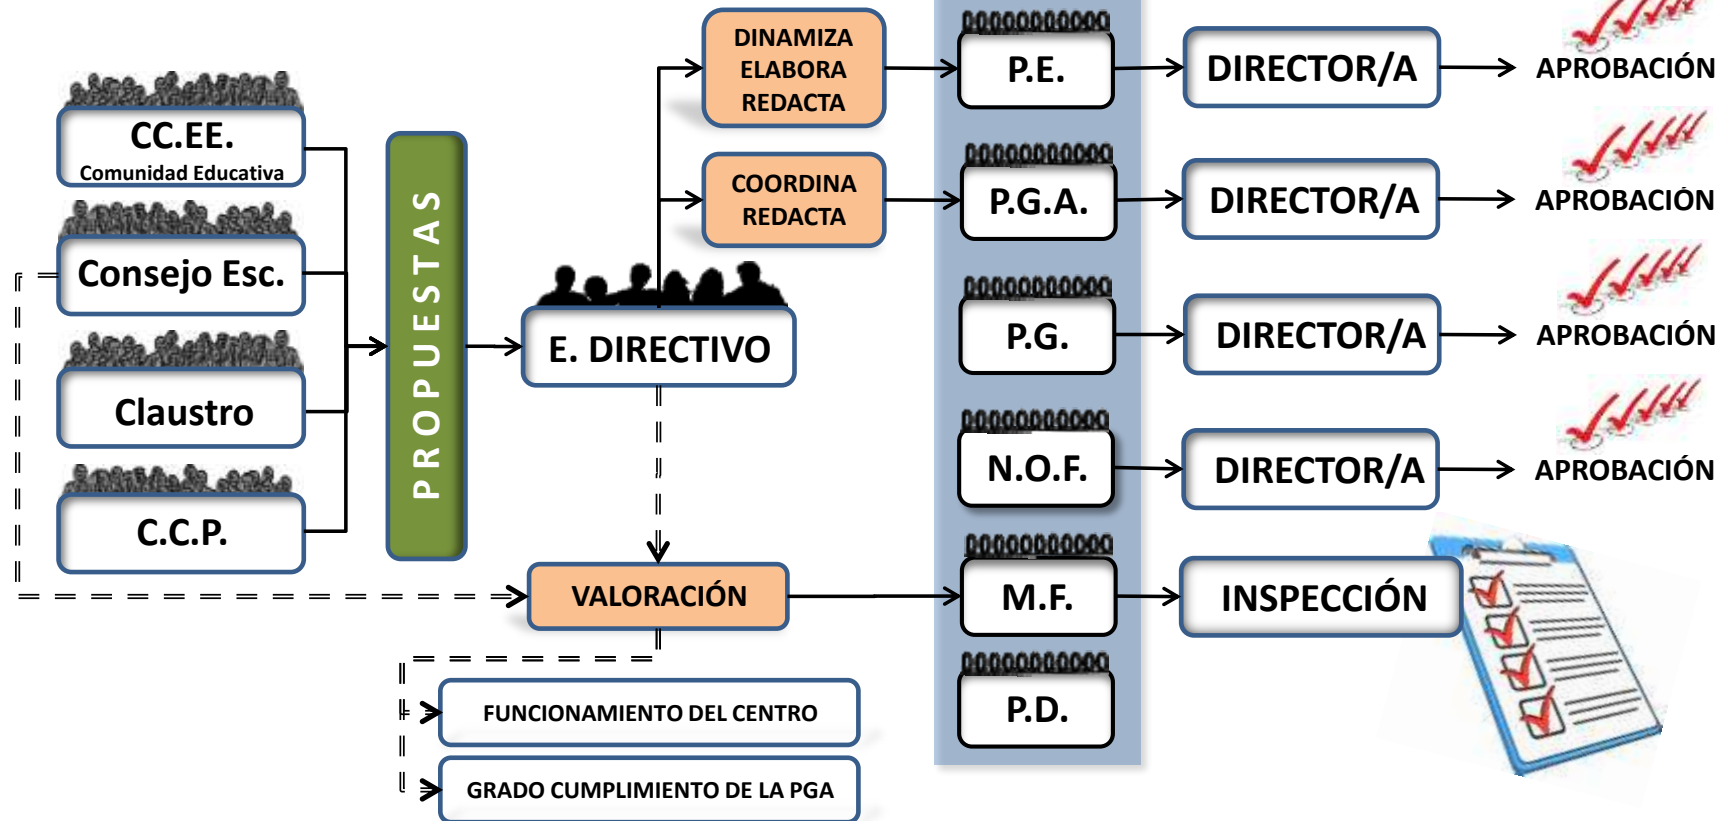 CC.EE.
Comunidad Educativa
Consejo Esc.
Claustro
C.C.P.
PROPUESTAS
E. DIRECTIVO
DINAMIZA
ELABORA
REDACTA
COORDINA
REDACTA
VALORACIÓN
FUNCIONAMIENTO DEL CENTRO
GRADO CUMPLIMIENTO DE LA PGA
P.E.
DIRECTOR/A
APROBACIÓN
P.G.A.
DIRECTOR/A
APROBACIÓN
P.G.
DIRECTOR/A
APROBACIÓN
N.O.F.
DIRECTOR/A
APROBACIÓN
M.F.
INSPECCIÓN
P.D.